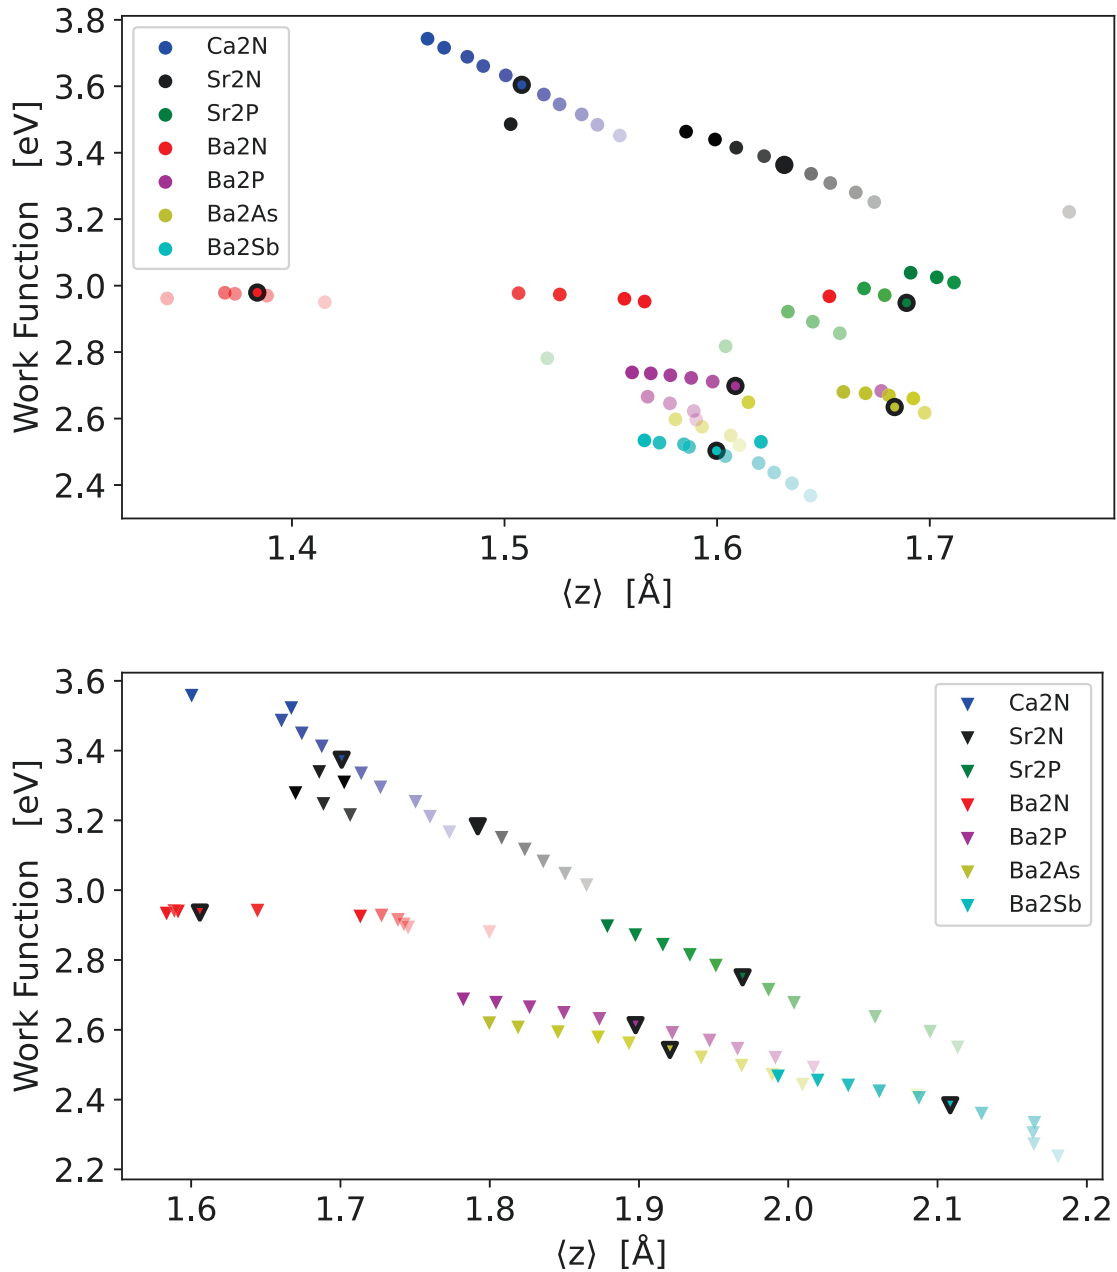 3.8
3.6
3.4
3.2
3.0
2.8
2.6
2.4
Work Function [eV]
Ca2N
Sr2N
Sr2P
Ba2N
Ba2P
Ba2As
Ba2Sb
1.4 1.5 1.6 1.7
⟨z⟩ [Å]
3.6
3.4
3.2
3.0
2.8
2.6
2.4
2.2
Work Function [eV]
Ca2N
Sr2N
Sr2P
Ba2N
Ba2P
Ba2As
Ba2Sb
1.6 1.7 1.8 1.9 2.0 2.1 2.2
⟨z⟩ [Å]